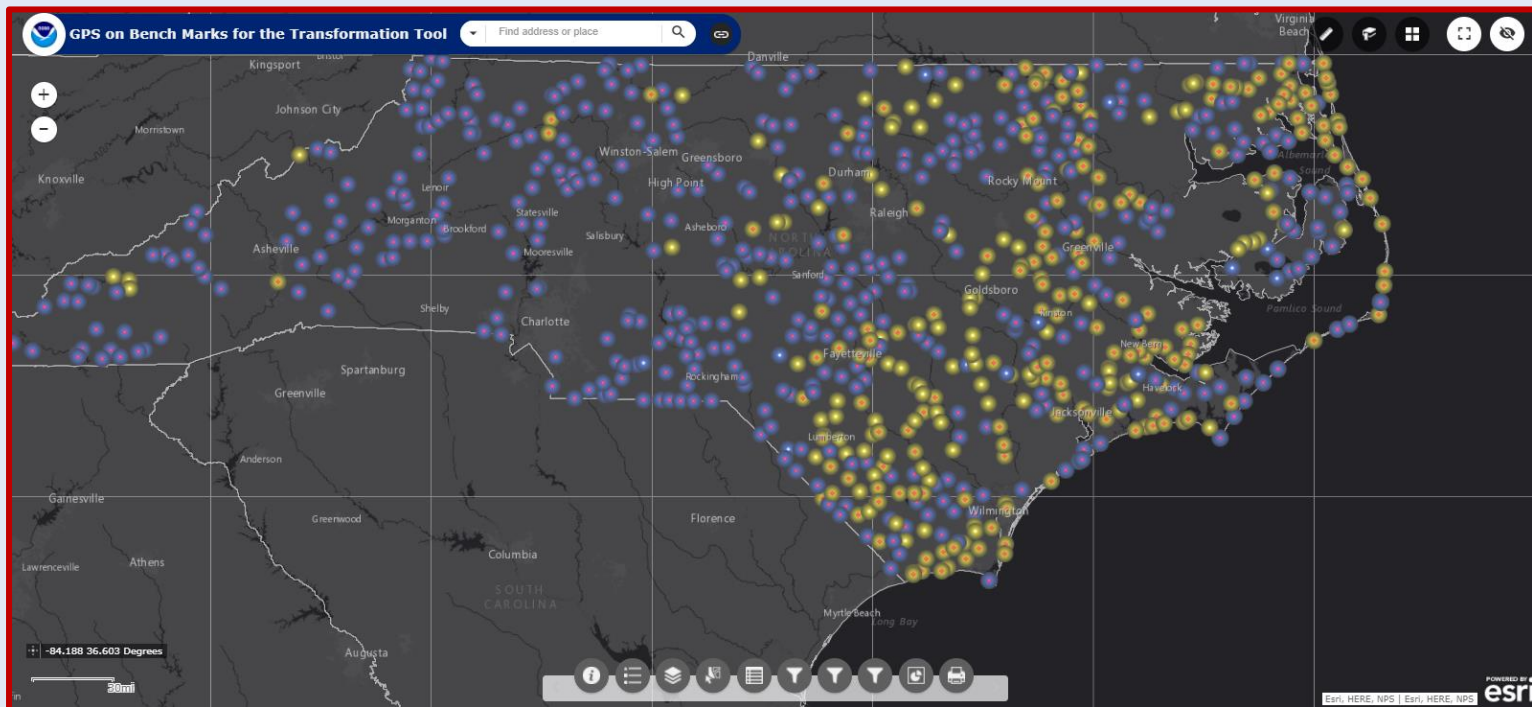 GPS on Bench Marks for the Transformation Tool
Find address or place
Virginia
Beach
Bristol
Kingsport
Danville
Johnson City
Morristown
Winston-Salem
Greensboro
Knoxville
Durham
High Point
Albemarle
Sound
Rocky Mount
Lenoir
Statesville
Raleigh
Morganton
Brookford
Salisbury
Asheboro
Asheville
Mooresville
NORTH
CAROLINA
Greenville
Sanford
Goldsboro
Shelby
Charlotte
Kinston
Pamlico Sound
New Bern
Fayetteville
Spartanburg
Rockingham
Greenville
Havelock
Jacksonville
Lumberton
Anderson
Gainesville
Greenwood
Florence
Wilmington
Columbia
Lawrenceville
Athens
SOUTH
CAROLINA
Myrtle Beach
Long Bay
-84.188 36.603 Degrees
Augusta
30mi
POWERED BY
esri
Esri, HERE, NPS | Esri, HERE, NPS